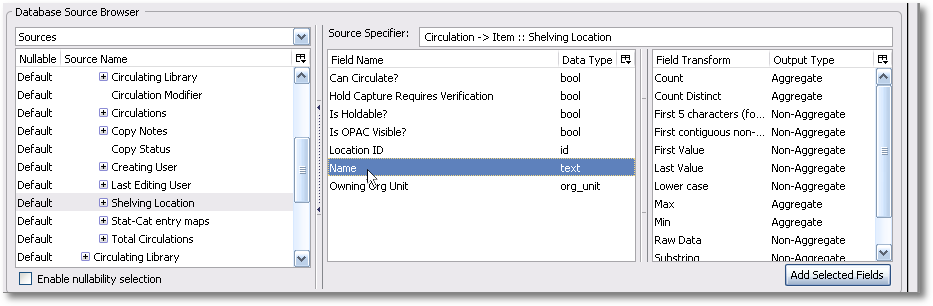 Database Source Browser
Sources
Source Specifier: Circulation -> Item :: Shelving Location
Nullable Source Name
Default Circulating Library
Default Circulation Modifier
Default Circulations
Default Copy Notes
Default Copy Status
Default Creating User
Default Last Editing User
Default Shelving Location
Default Stat-Cat entry maps
Default Total Circulations
Default Circulating Library
Enable nullability selection
Field Name Data Type
Can Circulate? bool
Hold Capture Requires Verification bool
Is Holdable? bool
Is OPAC Visible? bool
Location ID id
Name text
Owning Org Unit org_unit
Field Transform Output Type
Count Aggregate
Count Distinct Aggregate
First 5 characters (fo... Non-Aggregate
First contiguous non-... Non-Aggregate
First Value Non-Aggregate
Last Value Non-Aggregate
Lower case Non-Aggregate
Max Aggregate
Min Aggregate
Raw Data Non-Aggregate
Substring Non-Aggregate
Add Selected Fields